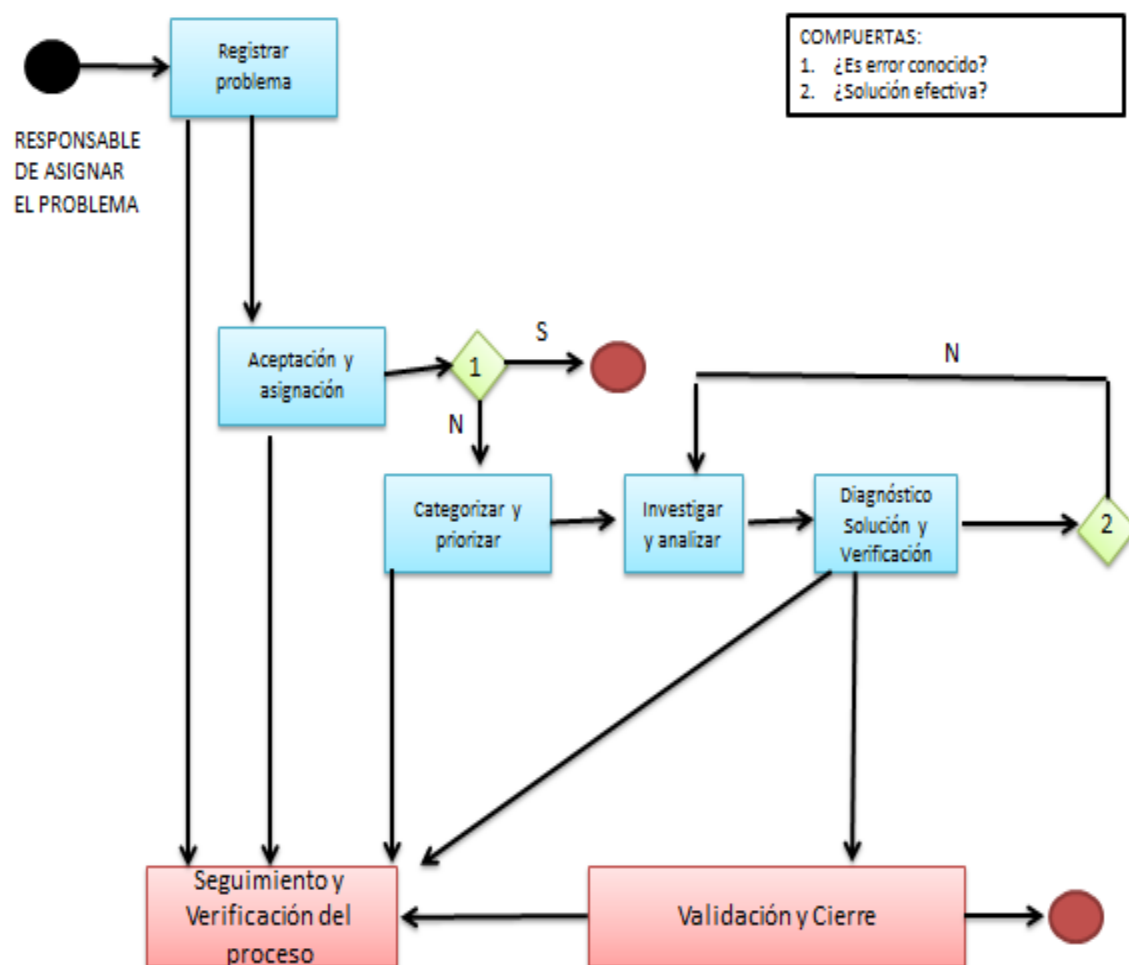 Registrar
problema
COMPUERTAS:
1. ¿Es error conocido?
2. ¿Solución efectiva?
RESPONSABLE
DE ASIGNAR
EL PROBLEMA
Aceptación y
asignación
1
S
N
N
Categorizar y
priorizar
Investigar
y analizar
Diagnóstico
Solución y
Verificación
2
Seguimiento y
Verificación del
proceso
Validación y Cierre